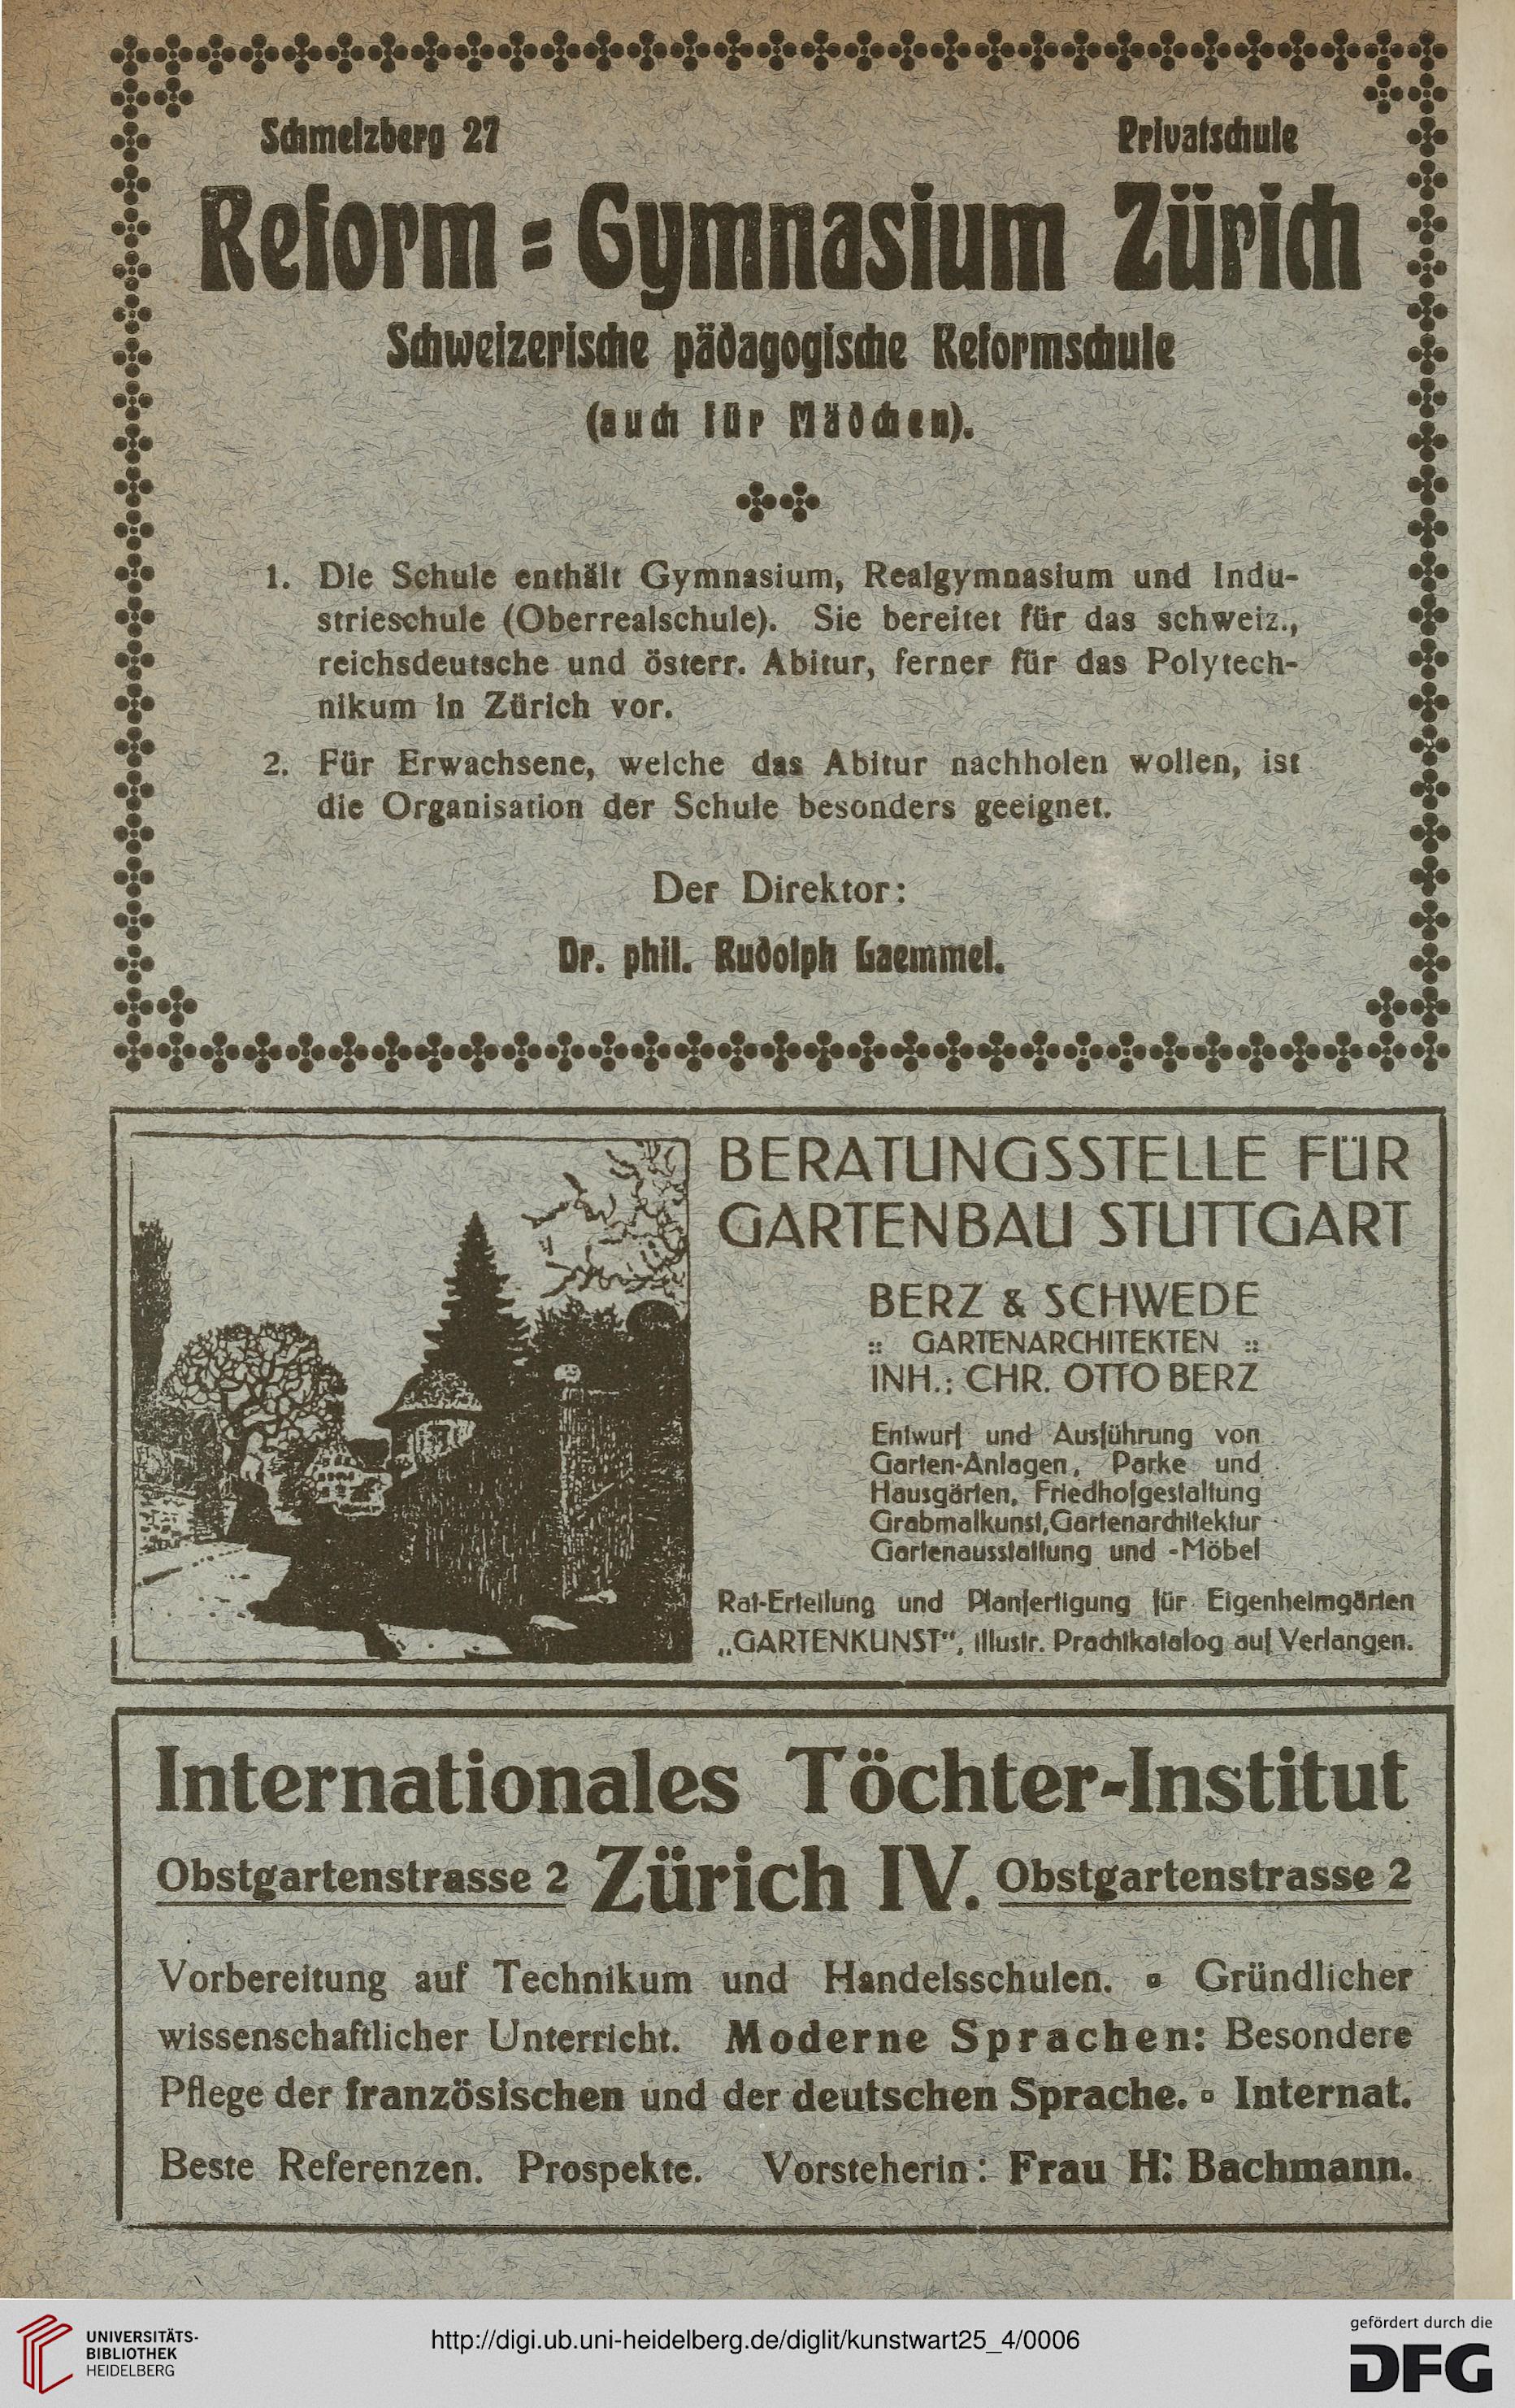 Schmelzberg 27 Privatschule
Reform = Gymnasium Zürich
Schweizerische pädagogische Reformschule
(auch für Mädchen).
1. Die Schule enthält Gymnasium, Realgymnasium und Indu-
strieschule (Oberrealschule). Sie bereitet für das schweiz.,
reichsdeutsche und österr. Abitur, ferner für das Polytech-
nikum in Zürich vor.
2. Für Erwachsene, welche das Abitur nachholen wollen, ist
die Organisation der Schule besonders geeignet.
Der Direktor:
Dr. phil. Rudolph Laemmel.
BERATUNGSSTELLE FÜR
GARTENBAU STUTTGART
BERZ & SCHWEDE
:: GARTENARCHITEKTEN ::
INH.: CHR. OTTO BERZ
Entwurf und Ausführung von
Garten-Anlagen, Parke und
Hausgärten, Friedhofgestaltung
Grabmalkunst, Gartenarchitektur
Gartenausstattung und -Möbel
Rat-Erteilung und Planfertigung für Eigenheimgärten
„GARTENKUNST“, illustr. Prachtkatalog auf Verlangen.
Internationales Töchter-Institut
Obstgartenstrasse 2 Zürich IV. Obstgartenstrasse 2
Vorbereitung auf Technikum und Handelsschulen. ▫ Gründlicher
wissenschaftlicher Unterricht. Moderne Sprachen: Besondere
Pflege der französischen und der deutschen Sprache. ▫ Internat.
Beste Referenzen. Prospekte. Vorsteherin: Frau H. Bachmann.
UNIVERSITÄTS-
BIBLIOTHEK
HEIDELBERG
http://digi.ub.uni-heidelberg.de/diglit/kunstwart25_4/0006
gefördert durch die
DFG